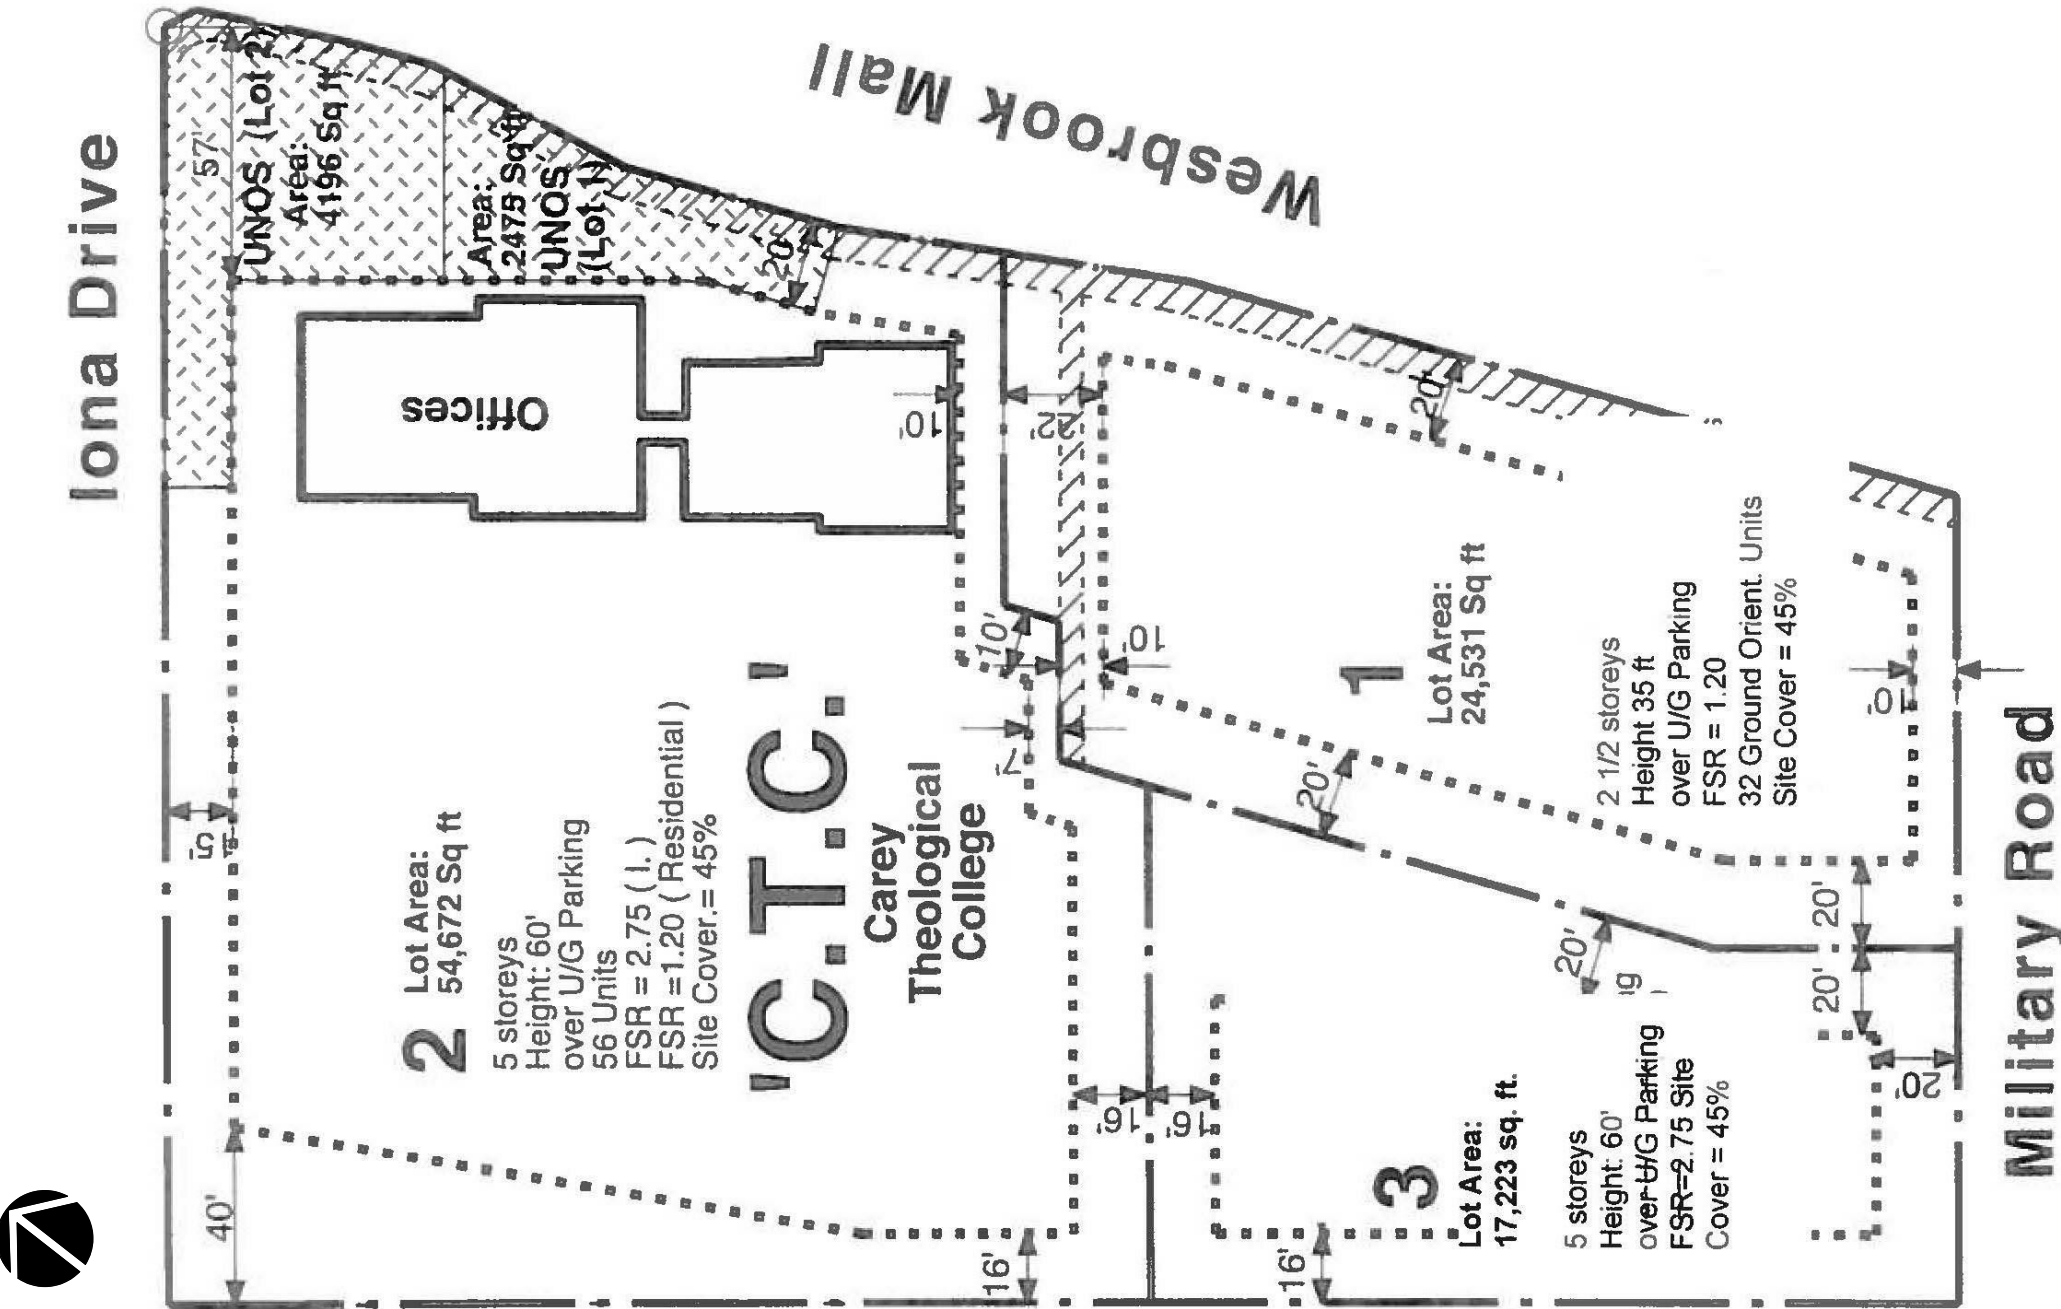 Iona Drive
Wesbrook Mall
Military Road
57'
UNOS (Lot 2)
Area:
4196 Sq ft
Area:
2475 Sq ft
UNOS
(Lot 1)
20'
Offices
10'
22'
20'
10'
10'
7'
15'
40'
2
Lot Area:
54,672 Sq ft
5 storeys
Height: 60'
over U/G Parking
56 Units
FSR = 2.75 ( I. )
FSR =1.20 ( Residential )
Site Cover.= 45%
'C.T.C.'
Carey
Theological
College
16'
16'
16'
16'
1
Lot Area:
24,531 Sq ft
2 1/2 storeys
Height 35 ft
over U/G Parking
FSR = 1.20
32 Ground Orient. Units
Site Cover = 45%
10'
20'
20'
20'
20'
20'
3
Lot Area:
17,223 sq. ft.
5 storeys
Height: 60'
over U/G Parking
FSR=2.75 Site
Cover = 45%